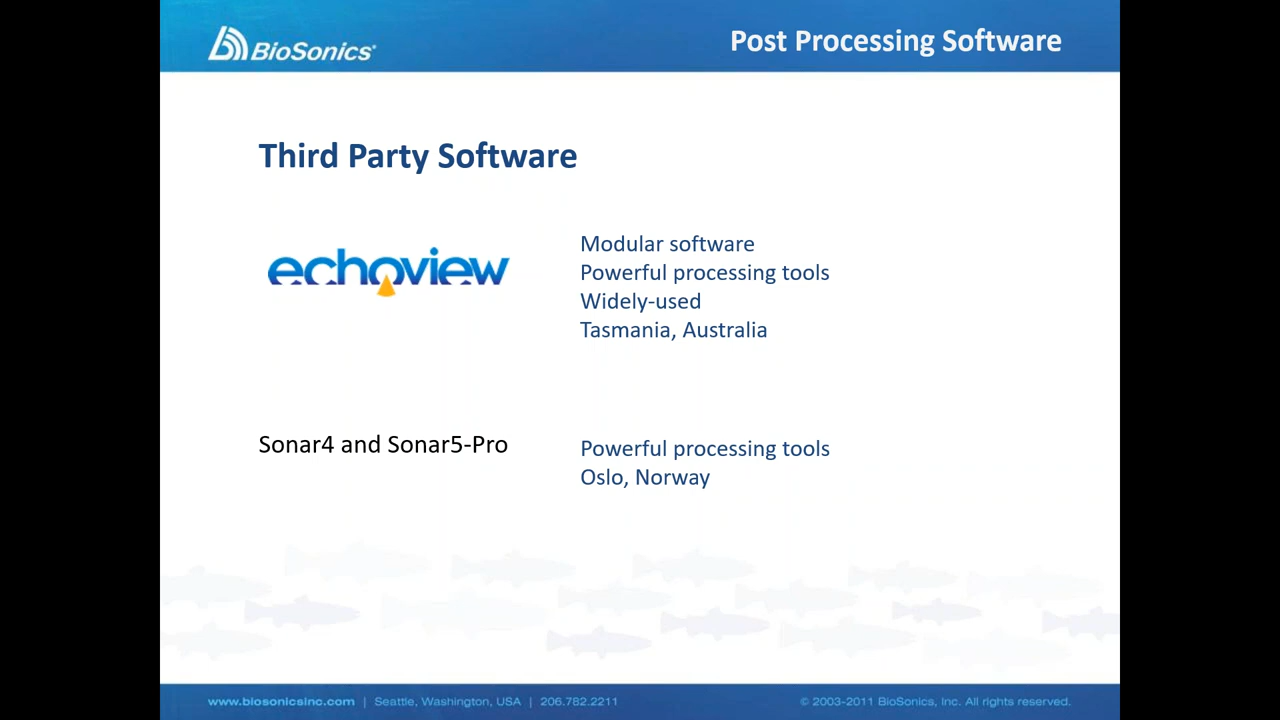 BioSonics®
Post Processing Software
Third Party Software
echoview
Modular software
Powerful processing tools
Widely-used
Tasmania, Australia
Sonar4 and Sonar5-Pro
Powerful processing tools
Oslo, Norway
www.biosonicsinc.com | Seattle, Washington, USA | 206.782.2211
© 2003-2011 BioSonics, Inc. All rights reserved.